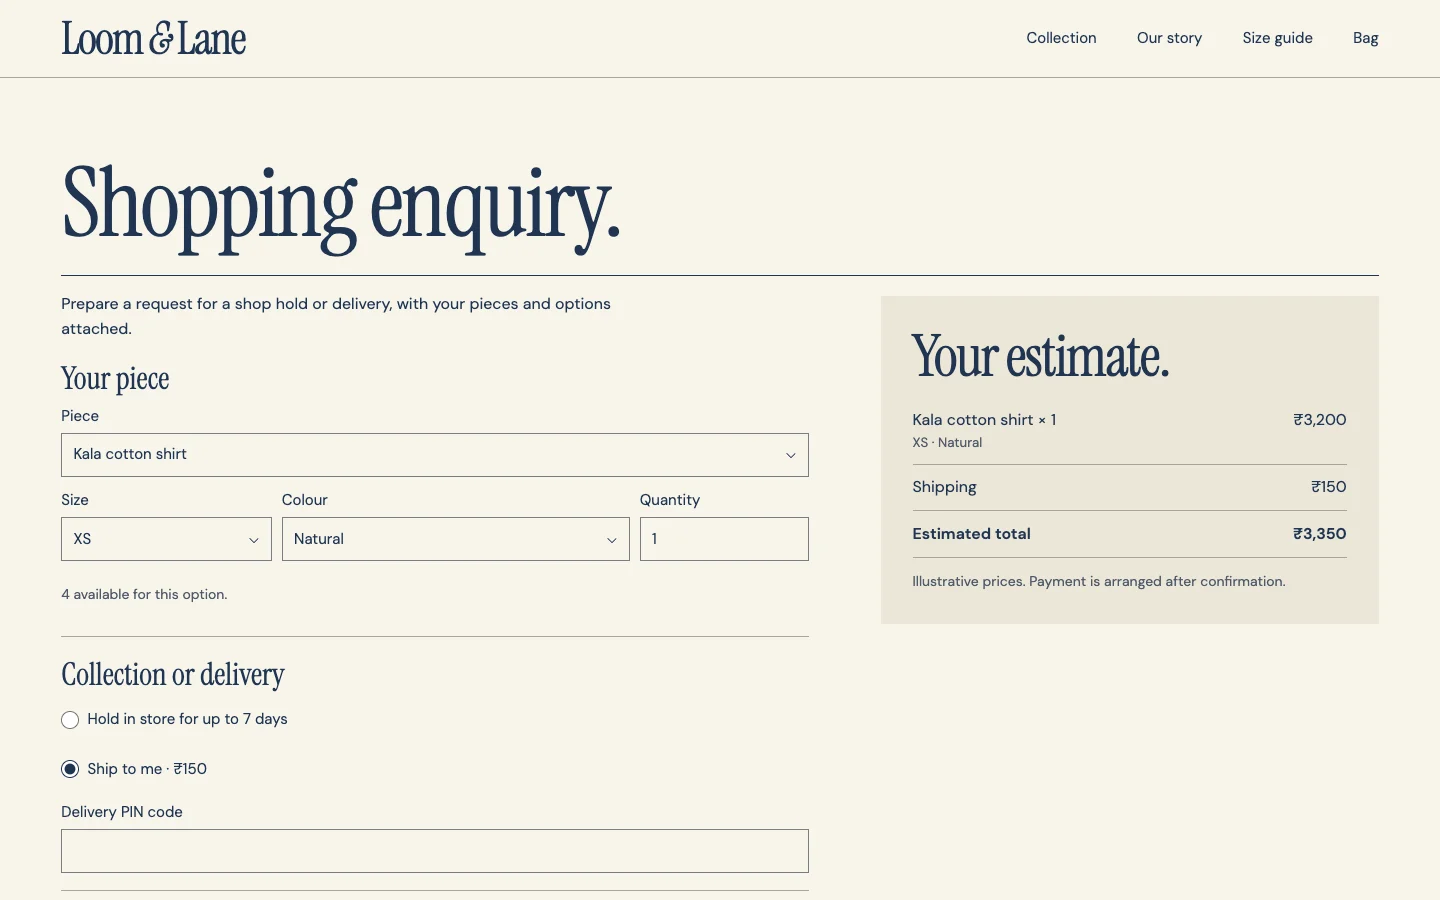 Loom & Lane
Collection
Our story
Size guide
Bag
Shopping enquiry.
Prepare a request for a shop hold or delivery, with your pieces and options
attached.
Your piece
Piece
Kala cotton shirt
Size
Colour
Quantity
XS
Natural
1
4 available for this option.
Collection or delivery
Hold in store for up to 7 days
Ship to me · ₹150
Delivery PIN code
Your estimate.
Kala cotton shirt × 1
₹3,200
XS · Natural
Shipping
₹150
Estimated total
₹3,350
Illustrative prices. Payment is arranged after confirmation.